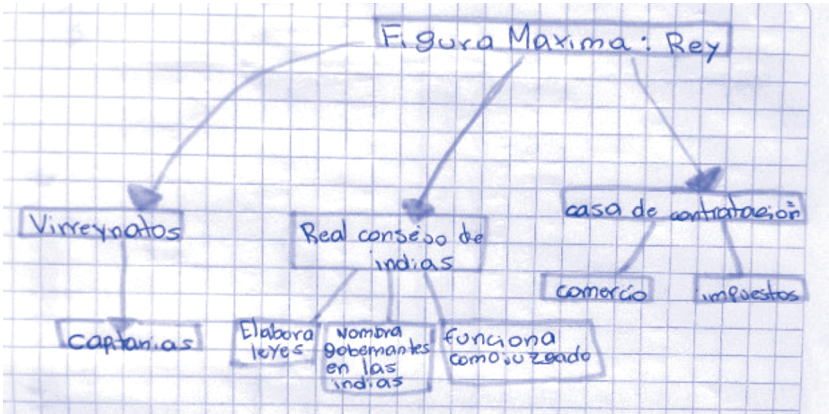 Figura Maxima: Rey
Virreynatos
Real consejo de
indias
casa de contratación
comercio
impuestos
captanias
Elabora
leyes
Nombra
gobernantes
en las
indias
funciona
como juzgado